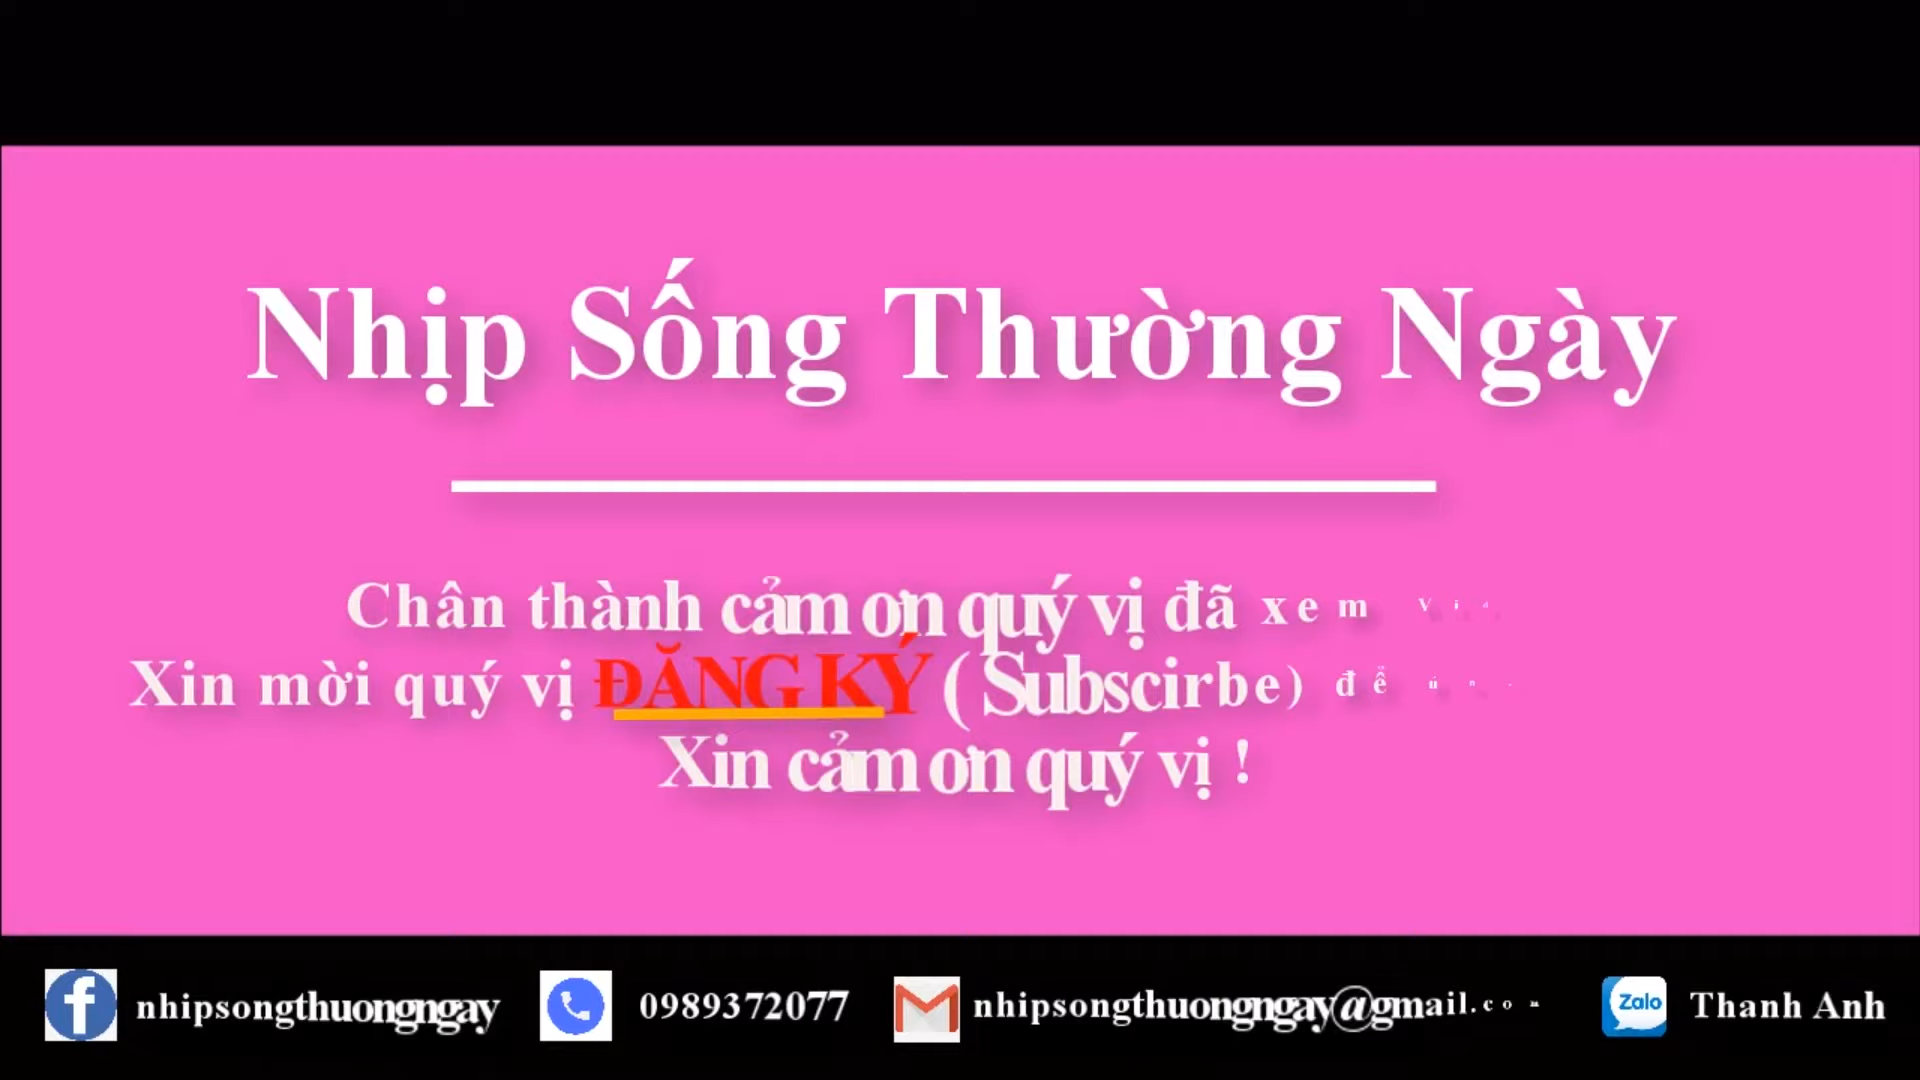 Nhịp Sống Thường Ngày
Chân thành cảm ơn quý vị đã xem
Xin mời quý vị ĐĂNG KÝ ( Subscirbe) để
Xin cảm ơn quý vị !
nhipsongthuongngay 0989372077 nhipsongthuongngay@gmail.com Zalo Thanh Anh